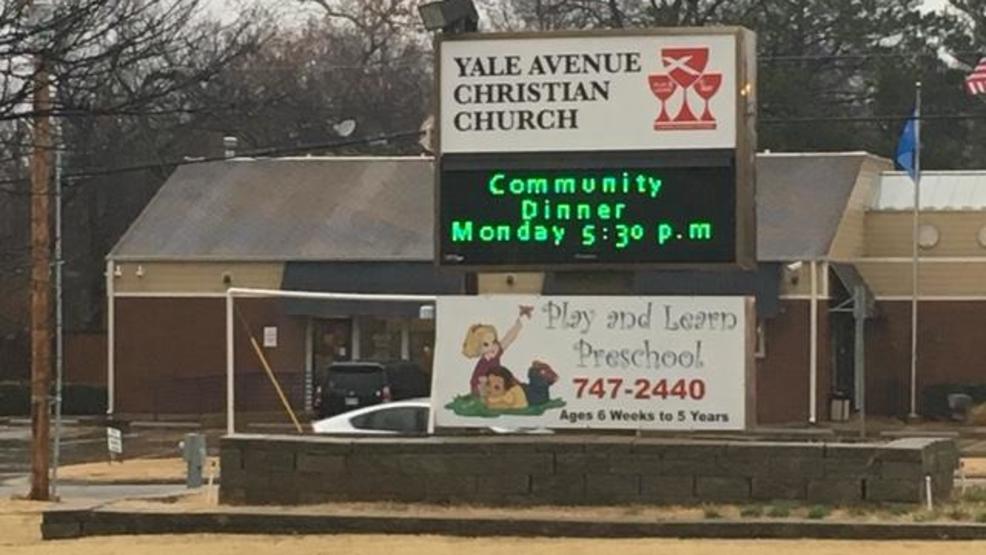 YALE AVENUE
CHRISTIAN
CHURCH
Community
Dinner
Monday 5:30 p.m
Play and Learn
Preschool
747-2440
Ages 6 Weeks to 5 Years